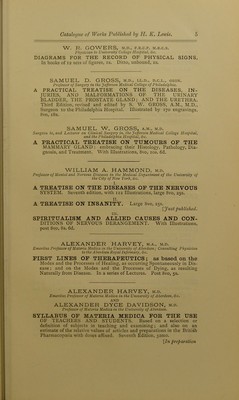 Catalogue of Works Published by H. K. Lewis. 5
W. R. GOWERS, M.D., F.R.C.P., M.R.C.S.
Physician to University College Hospital, &c.
DIAGRAMS FOR THE RECORD OF PHYSICAL SIGNS.
In books of 12 sets of figures, 1s. Ditto, unbound, 1s.
SAMUEL D. GROSS, M.D., LL.D., D.C.L., OXON.
Professor of Surgery in the Jefferson Medical College of Philadelphia.
A PRACTICAL TREATISE ON THE DISEASES, IN-
JURIES, AND MALFORMATIONS OF THE URINARY
BLADDER, THE PROSTATE GLAND; AND THE URETHRA.
Third Edition, revised and edited by S. W. GROSS, A.M., M.D.,
Surgeon to the Philadelphia Hospital. Illustrated by 170 engravings,
8vo, 18s.
SAMUEL W. GROSS, A.M., M.D.
Surgeon to, and Lecturer on Clinical Surgery in, the Jefferson Medical College Hospital,
and the Philadelphia Hospital, &c.
A PRACTICAL TREATISE ON TUMOURS OF THE
MAMMARY GLAND: embracing their Histology, Pathology, Dia-
gnosis, and Treatment. With Illustrations, 8vo, 10s. 6d.
WILLIAM A. HAMMOND, M.D.
Professor of Mental and Nervous Diseases in the Medical Department of the University of
the City of New York, &c.
I.
A TREATISE ON THE DISEASES OF THE NERVOUS
SYSTEM. Seventh edition, with 112 Illustrations, large 8vo, 25s.
II.
A TREATISE ON INSANITY. Large 8vo, 25s.
[Just published.
III.
SPIRITUALISM AND ALLIED CAUSES AND CON-
DITIONS OF NERVOUS DERANGEMENT. With Illustrations,
post 8vo, 8s. 6d.
ALEXANDER HARVEY, M.A., M.D.
Emeritus Professor of Materia Medica in the University of Aberdeen; Consulting Physician
to the Aberdeen Royal Infirmary, &c.
FIRST LINES OF THERAPEUTICS; as based on the
Modes and the Processes of Healing, as occurring Spontaneously in Dis-
ease; and on the Modes and the Processes of Dying, as resulting
Naturally from Disease. In a series of Lectures. Post 8vo, 5s.
ALEXANDER HARVEY, M.D.
Emeritus Professor of Materia Medica in the University of Aberdeen, &c.
AND
ALEXANDER DYCE DAVIDSON, M.D.
Professor of Materia Medica in the University of Aberdeen.
SYLLABUS OF MATERIA MEDICA FOR THE USE
OF TEACHERS AND STUDENTS. Based on a selection or
definition of subjects in teaching and examining; and also on an
estimate of the relative values of articles and preparations in the British
Pharmacopœia with doses affixed. Seventh Edition, 32mo.
[In preparation